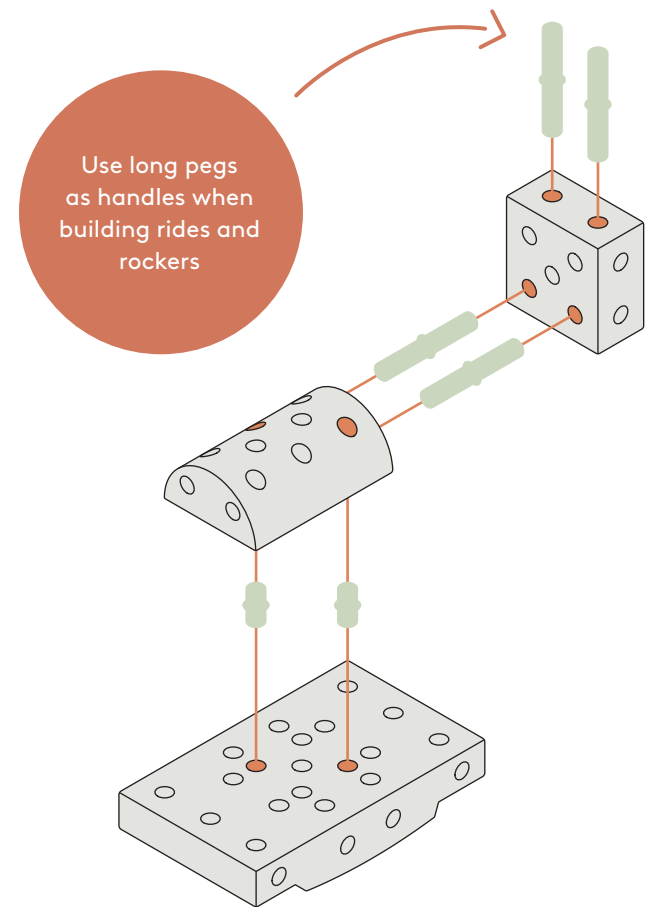 Use long pegs
as handles when
building rides and
rockers